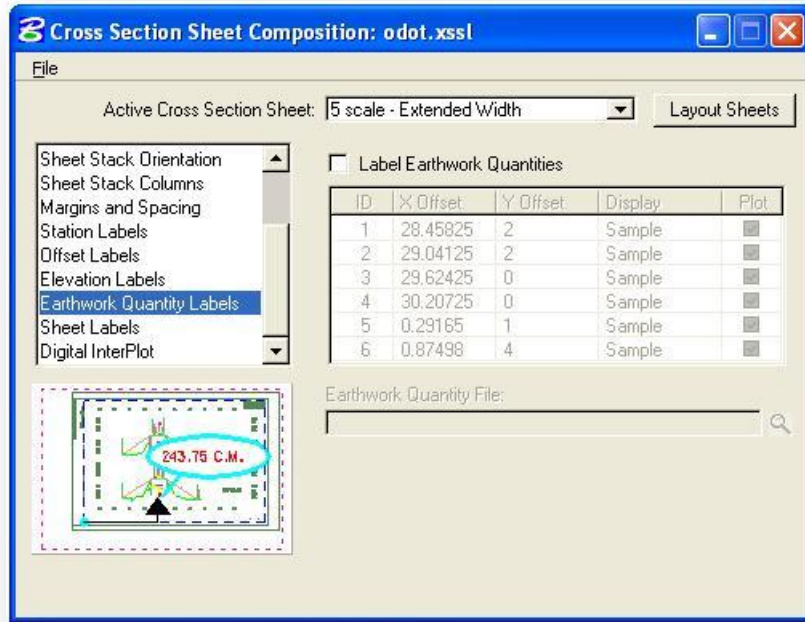 Cross Section Sheet Composition: odot.xssl
File
Active Cross Section Sheet: 5 scale - Extended Width Layout Sheets
Sheet Stack Orientation
Sheet Stack Columns
Margins and Spacing
Station Labels
Offset Labels
Elevation Labels
Earthwork Quantity Labels
Sheet Labels
Digital InterPlot
Label Earthwork Quantities
ID X Offset Y Offset Display Plot
1 28.45825 2 Sample
2 29.04125 2 Sample
3 29.62425 0 Sample
4 30.20725 0 Sample
5 0.29165 1 Sample
6 0.87498 4 Sample
243.75 C.M.
Earthwork Quantity File: